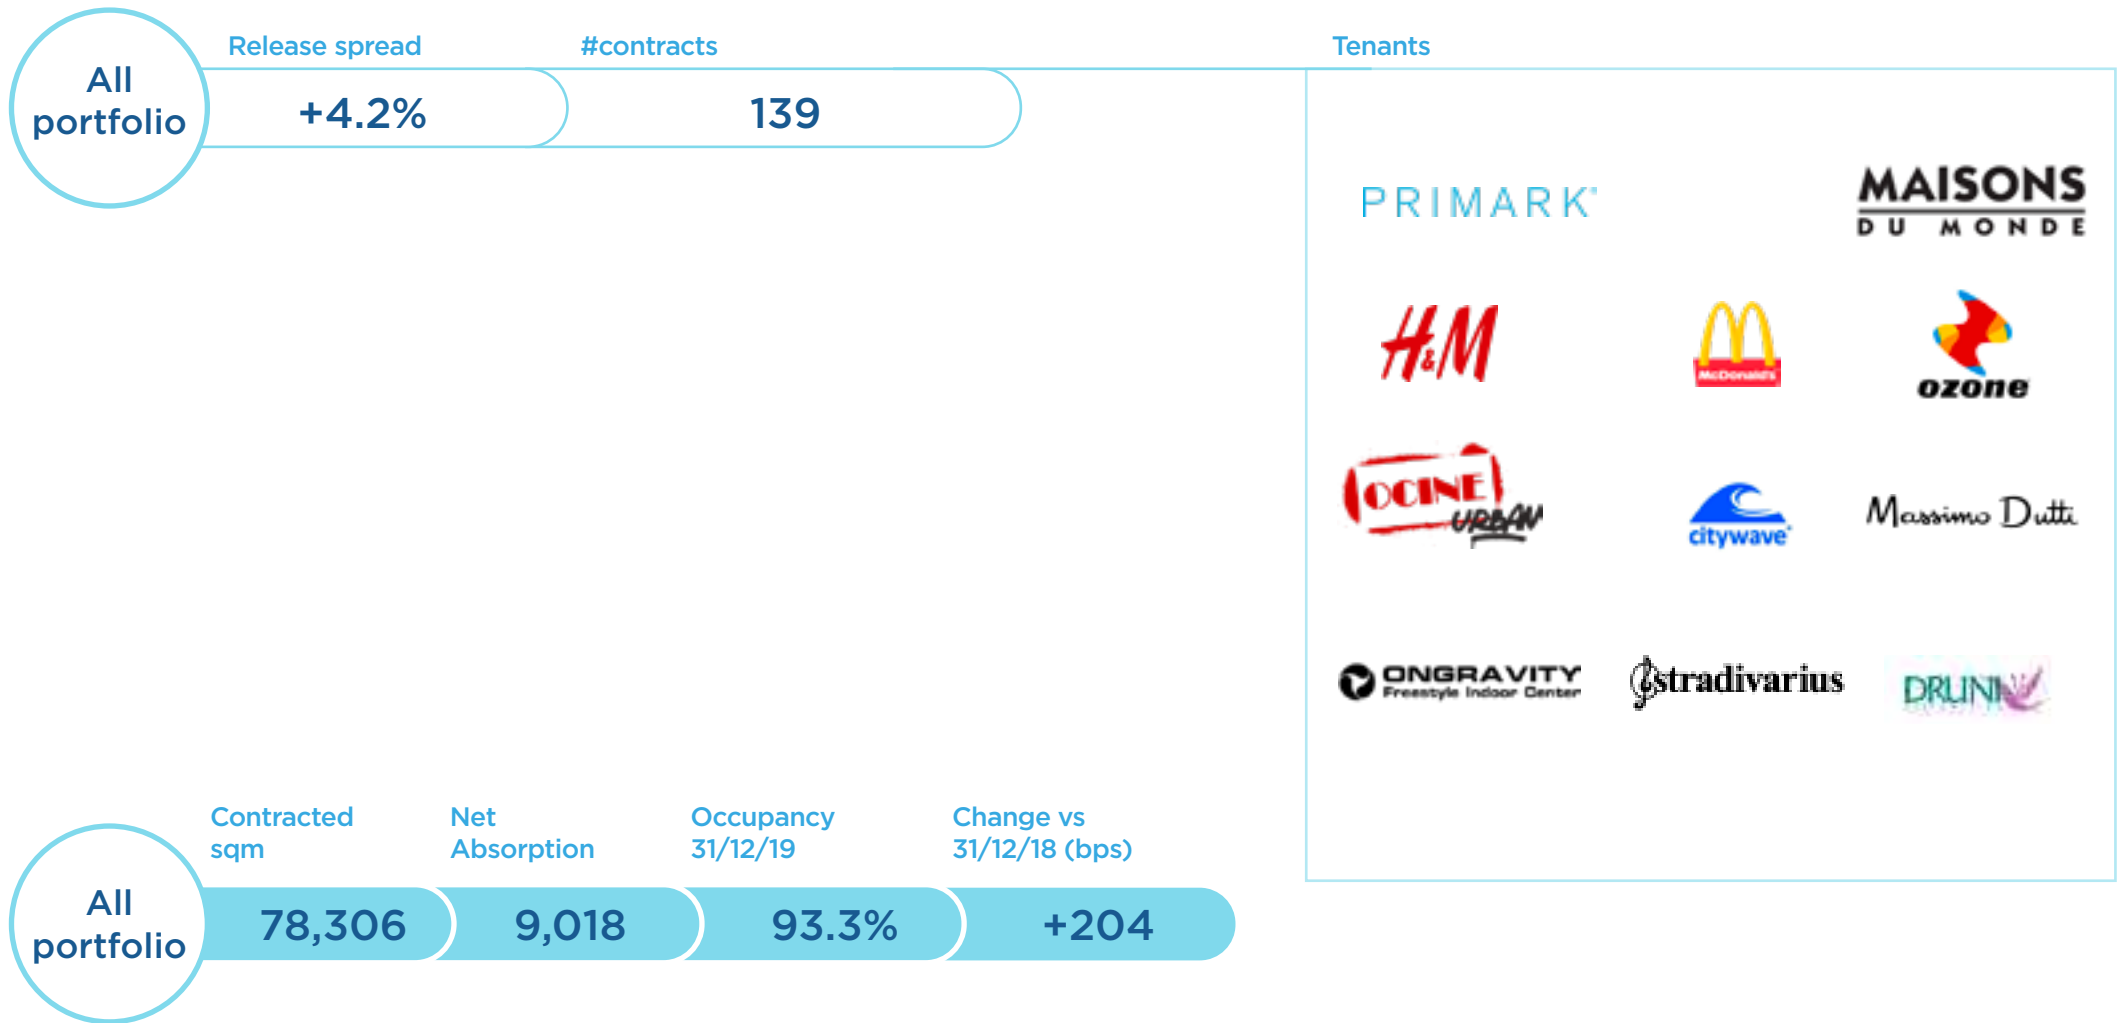 Release spread
#contracts
Tenants
All
portfolio
+4.2%
139
PRIMARK
MAISONS
DU MONDE
H&M
McDonald's
ozone
OCINE
URBAN
citywave
Massimo Dutti
ONGRAVITY
Freestyle Indoor Center
stradivarius
DRUNI
Contracted
sqm
Net
Absorption
Occupancy
31/12/19
Change vs
31/12/18 (bps)
All
portfolio
78,306
9,018
93.3%
+204